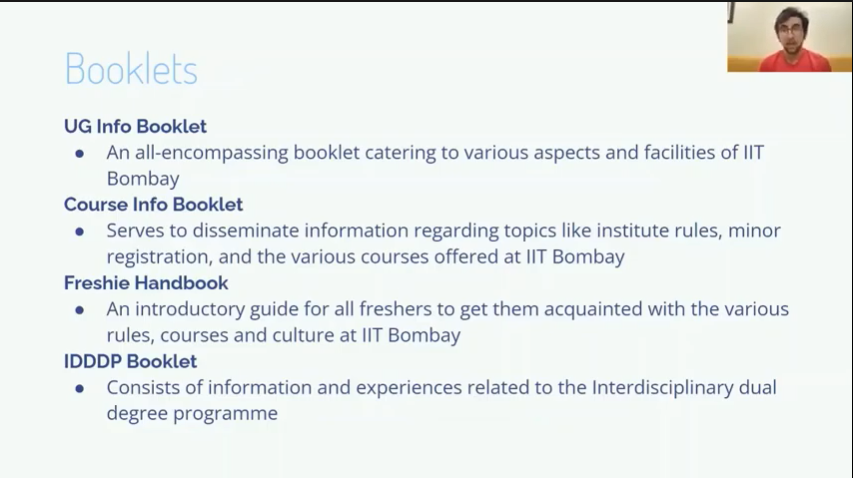 Booklets
UG Info Booklet
● An all-encompassing booklet catering to various aspects and facilities of IIT
Bombay
Course Info Booklet
● Serves to disseminate information regarding topics like institute rules, minor
registration, and the various courses offered at IIT Bombay
Freshie Handbook
● An introductory guide for all freshers to get them acquainted with the various
rules, courses and culture at IIT Bombay
IDDDP Booklet
● Consists of information and experiences related to the Interdisciplinary dual
degree programme